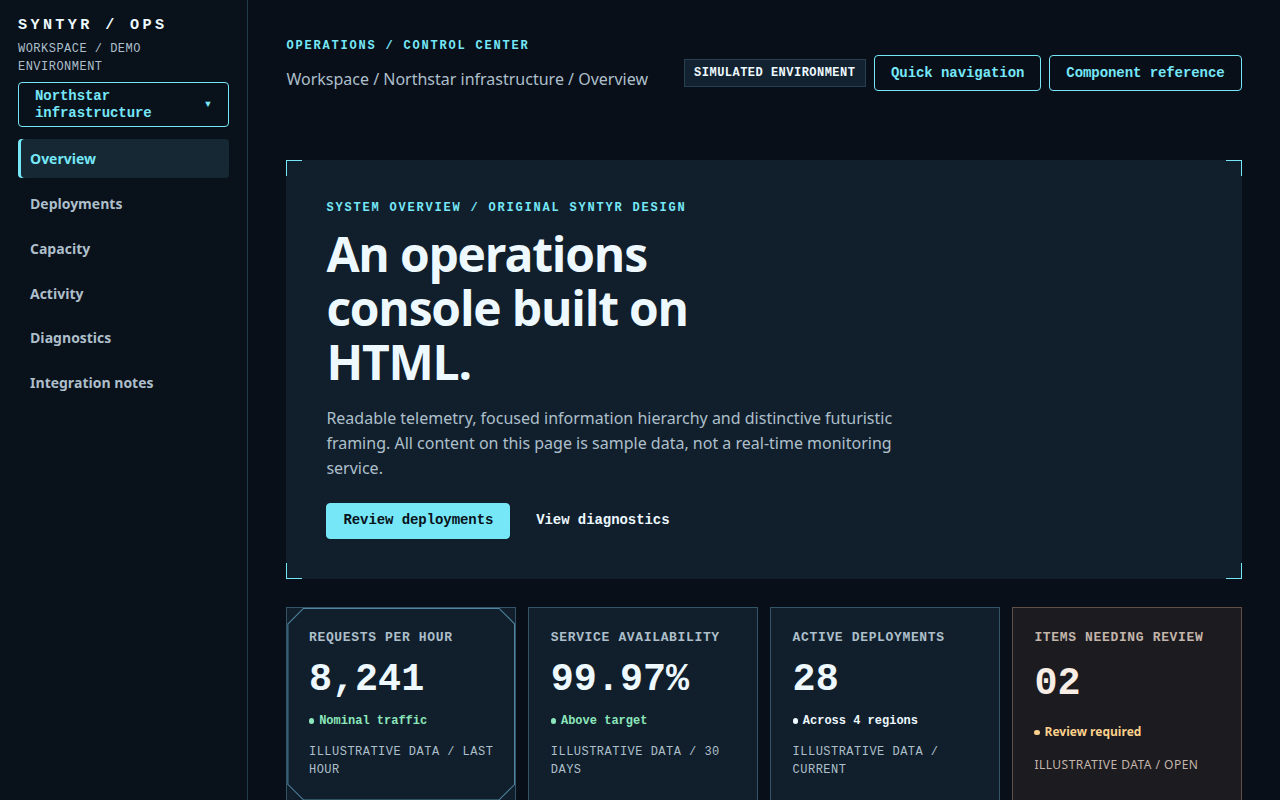 SYNTYR / OPS
WORKSPACE / DEMO
ENVIRONMENT
Northstar
infrastructure
Overview
Deployments
Capacity
Activity
Diagnostics
Integration notes
OPERATIONS / CONTROL CENTER
Workspace / Northstar infrastructure / Overview
SIMULATED ENVIRONMENT
Quick navigation
Component reference
SYSTEM OVERVIEW / ORIGINAL SYNTYR DESIGN
An operations
console built on
HTML.
Readable telemetry, focused information hierarchy and distinctive futuristic
framing. All content on this page is sample data, not a real-time monitoring
service.
Review deployments
View diagnostics
REQUESTS PER HOUR
8,241
Nominal traffic
ILLUSTRATIVE DATA / LAST
HOUR
SERVICE AVAILABILITY
99.97%
Above target
ILLUSTRATIVE DATA / 30
DAYS
ACTIVE DEPLOYMENTS
28
Across 4 regions
ILLUSTRATIVE DATA /
CURRENT
ITEMS NEEDING REVIEW
02
Review required
ILLUSTRATIVE DATA / OPEN